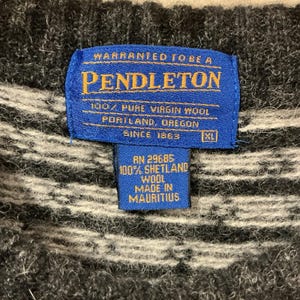 WARRANTED TO BE A
PENDLETON
100% PURE VIRGIN WOOL
PORTLAND, OREGON
SINCE 1863 XL
RN 29685
100% SHETLAND
WOOL
MADE IN
MAURITIUS